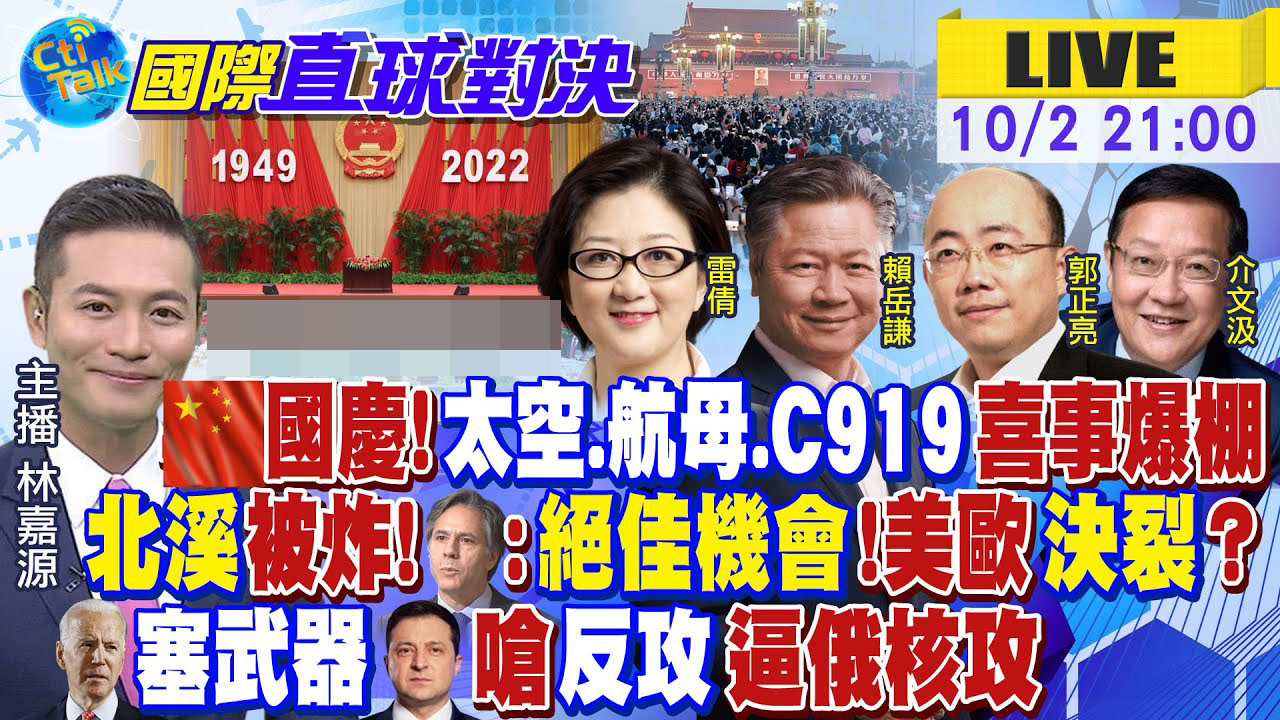 Cti Talk
國際直球對決
LIVE
10/2 21:00
1949
2022
雷倩
賴岳謙
郭正亮
介文汲
主播 林嘉源
國慶!太空.航母.C919喜事爆棚
北溪被炸! :絕佳機會!美歐決裂?
塞武器 嗆反攻逼俄核攻